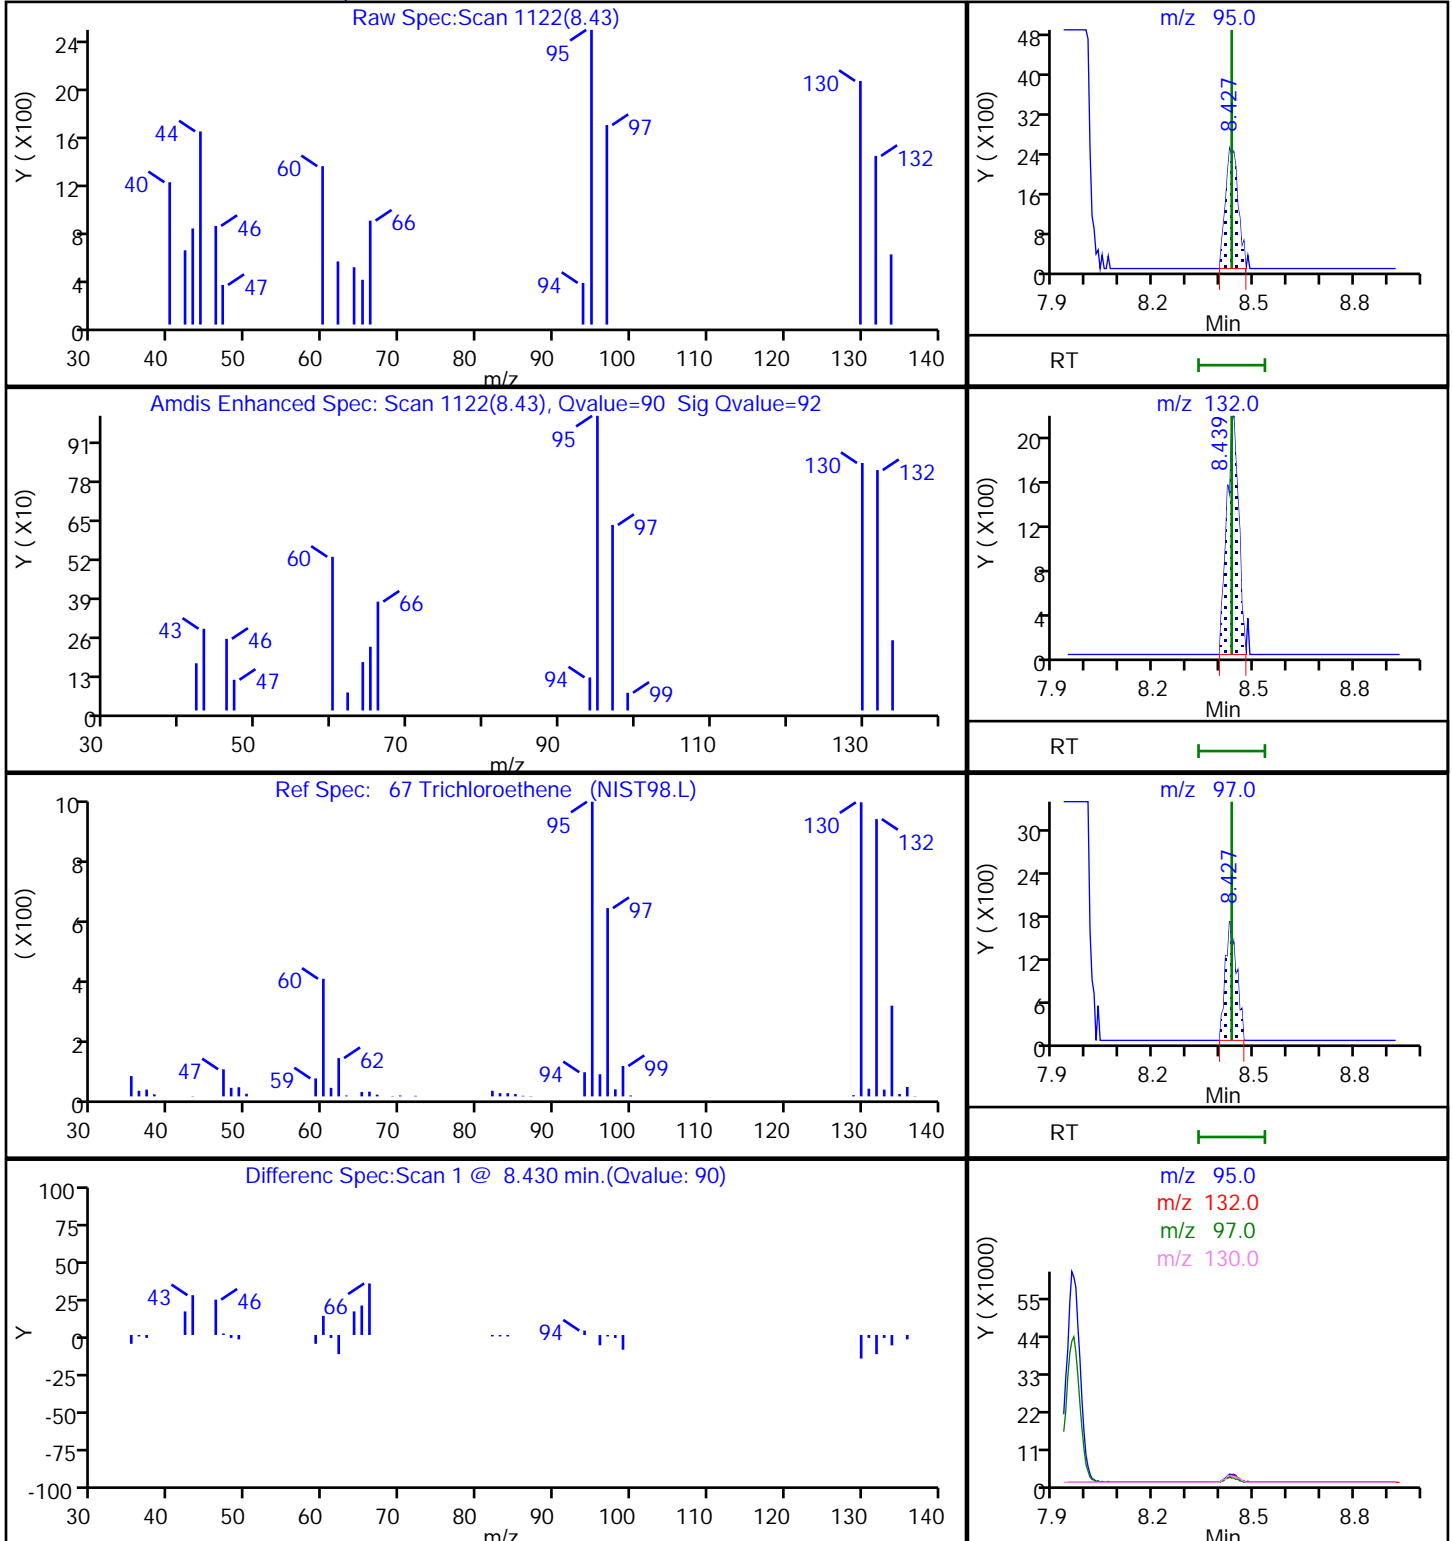 Raw Spec:Scan 1122(8.43)
Y ( X100)
24
20
16
12
8
4
0
95
130
44
97
132
60
40
46
66
47
94
30 40 50 60 70 80 90 100 110 120 130 140
m/z
m/z 95.0
Y ( X100)
48
40
32
24
16
8
0
8.427
7.9 8.2 8.5 8.8
Min
RT
Amdis Enhanced Spec: Scan 1122(8.43), Qvalue=90 Sig Qvalue=92
Y ( X10)
91
78
65
52
39
26
13
0
95
130
132
97
60
66
43
46
47
94
99
30 50 70 90 110 130
m/z
m/z 132.0
Y ( X100)
20
16
12
8
4
0
8.439
7.9 8.2 8.5 8.8
Min
RT
Ref Spec: 67 Trichloroethene (NIST98.L)
( X100)
10
8
6
4
2
0
95
130
132
97
60
47
62
59
94
99
30 40 50 60 70 80 90 100 110 120 130 140
m/z 97.0
Y ( X100)
30
24
18
12
6
0
8.427
7.9 8.2 8.5 8.8
Min
RT
Differenc Spec:Scan 1 @ 8.430 min.(Qvalue: 90)
Y
100
75
50
25
0
-25
-50
-75
-100
43
46
66
94
30 40 50 60 70 80 90 100 110 120 130 140
m/z
m/z 95.0
m/z 132.0
m/z 97.0
m/z 130.0
Y ( X1000)
55
44
33
22
11
0
7.9 8.2 8.5 8.8
Min